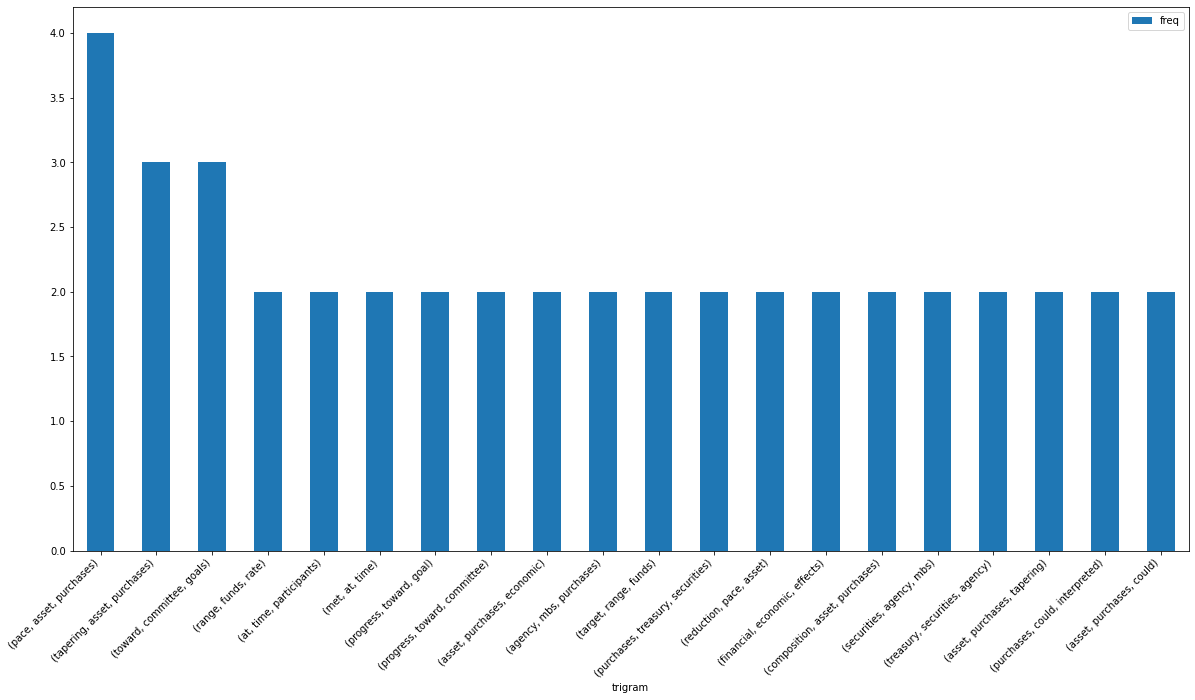 freq
4.0
3.5
3.0
2.5
2.0
1.5
1.0
0.5
0.0
(pace, asset, purchases)
(tapering, asset, purchases)
(toward, committee, goals)
(range, funds, rate)
(at, time, participants)
(met, at, time)
(progress, toward, goal)
(progress, toward, committee)
(asset, purchases, economic)
(agency, mbs, purchases)
(target, range, funds)
(purchases, treasury, securities)
(reduction, pace, asset)
(financial, economic, effects)
(composition, asset, purchases)
(securities, agency, mbs)
(treasury, securities, agency)
(asset, purchases, tapering)
(purchases, could, interpreted)
(asset, purchases, could)
trigram